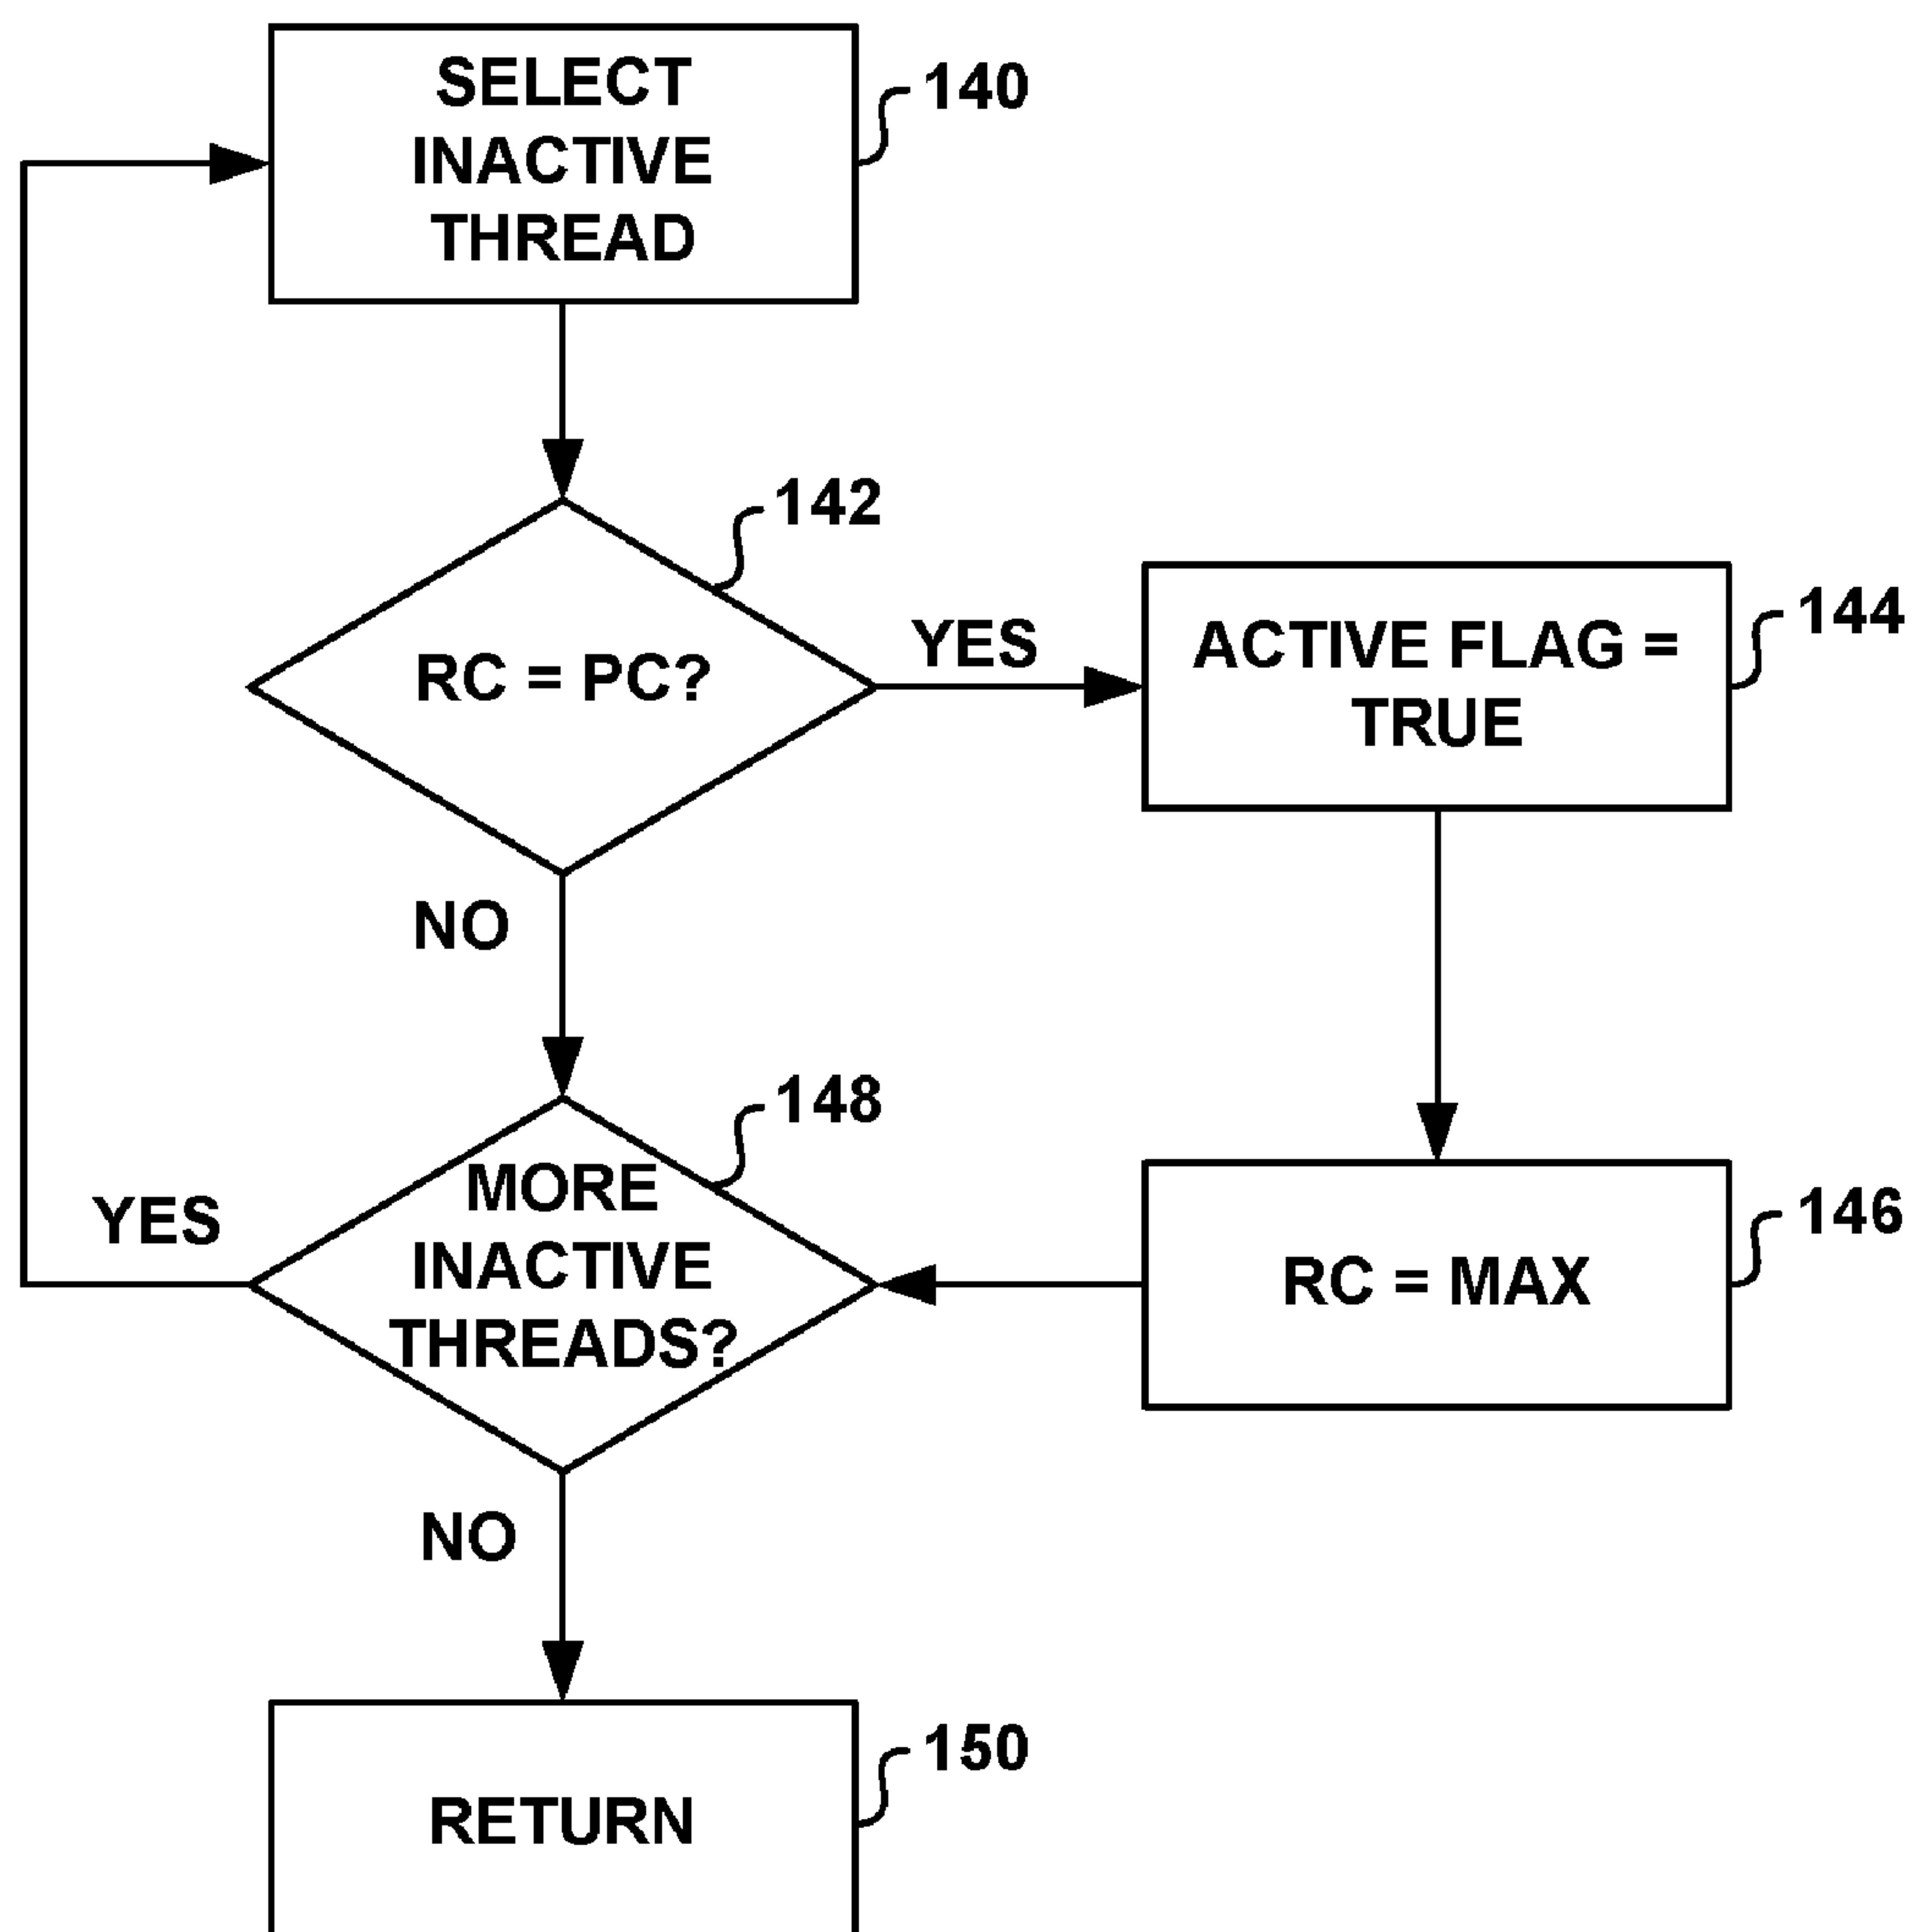 SELECT
INACTIVE
THREAD
140
142
RC = PC?
YES
ACTIVE FLAG =
TRUE
144
NO
148
MORE
INACTIVE
THREADS?
YES
RC = MAX
146
NO
150
RETURN